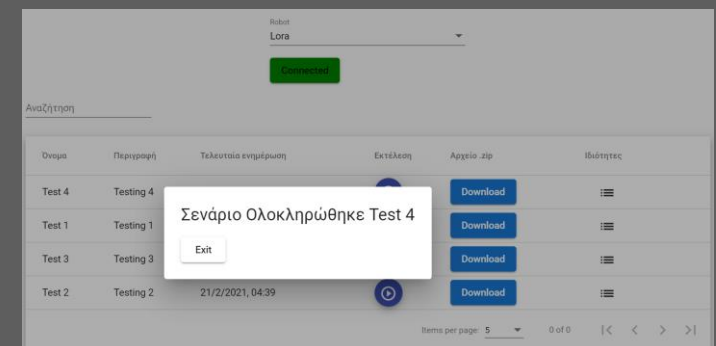 Robot
Lora
Connected
Αναζήτηση
Όνομα Περιγραφή Τελευταία ενημέρωση Εκτέλεση Αρχείο .zip Ιδιότητες
Test 4 Testing 4 Download
Σενάριο Ολοκληρώθηκε Test 4
Test 1 Testing 1 Download
Exit
Test 3 Testing 3 Download
Test 2 Testing 2 21/2/2021, 04:39 Download
Items per page: 5 0 of 0